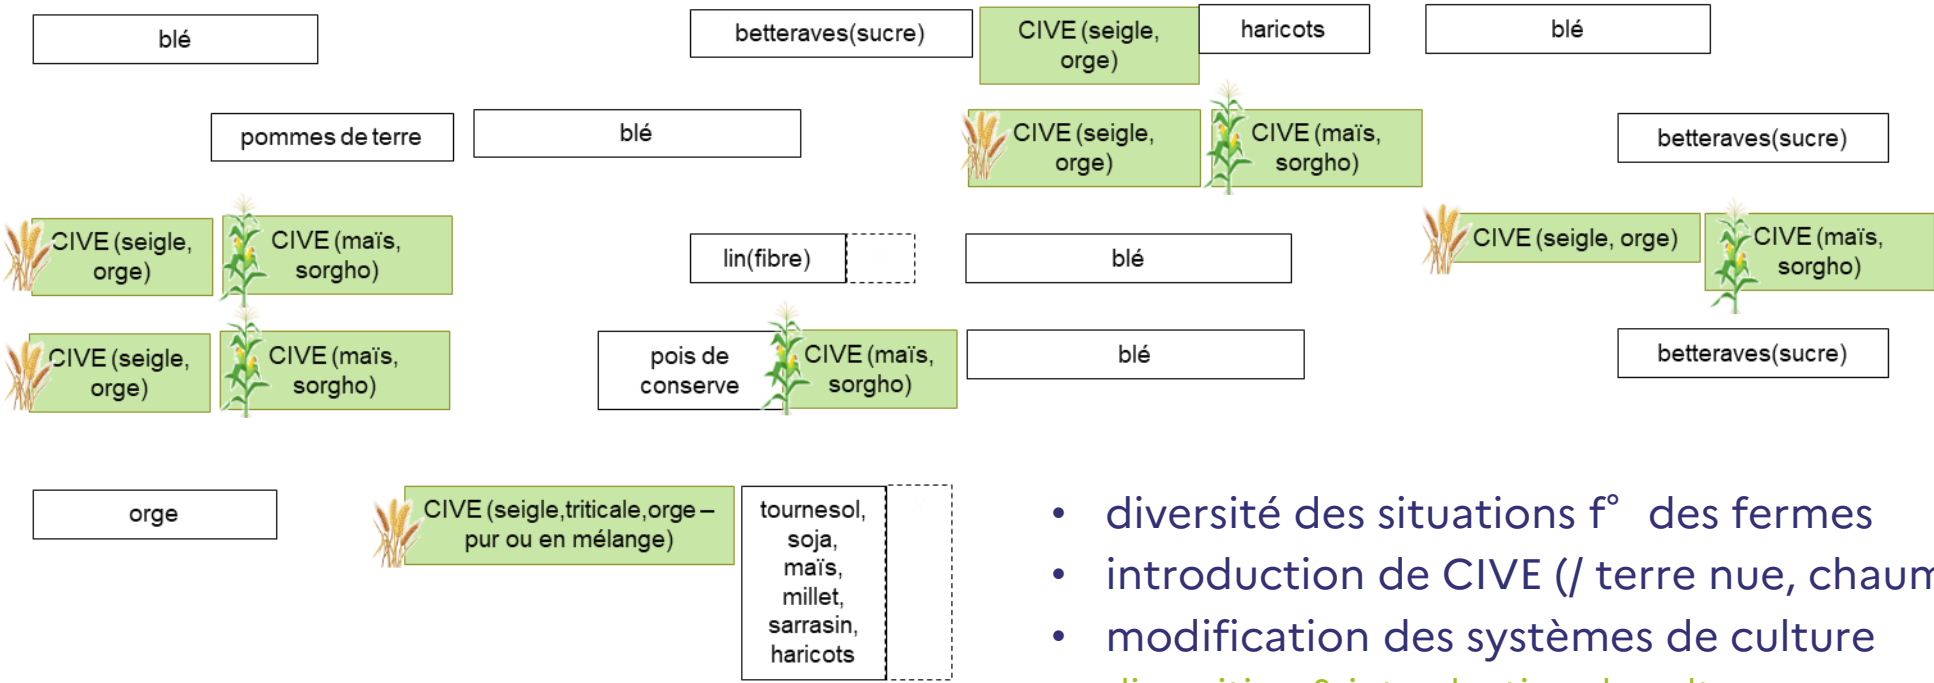 blé
betteraves(sucre)
CIVE (seigle,
orge)
haricots
blé
pommes de terre
blé
CIVE (seigle,
orge)
CIVE (maïs,
sorgho)
betteraves(sucre)
CIVE (seigle,
orge)
CIVE (maïs,
sorgho)
lin(fibre)
blé
CIVE (seigle, orge)
CIVE (maïs,
sorgho)
CIVE (seigle,
orge)
CIVE (maïs,
sorgho)
pois de
conserve
CIVE (maïs,
sorgho)
blé
betteraves(sucre)
orge
CIVE (seigle,triticale,orge –
pur ou en mélange)
tournesol,
soja,
maïs,
millet,
sarrasin,
haricots
• diversité des situations f° des fermes
• introduction de CIVE (/ terre nue, chaum
• modification des systèmes de culture